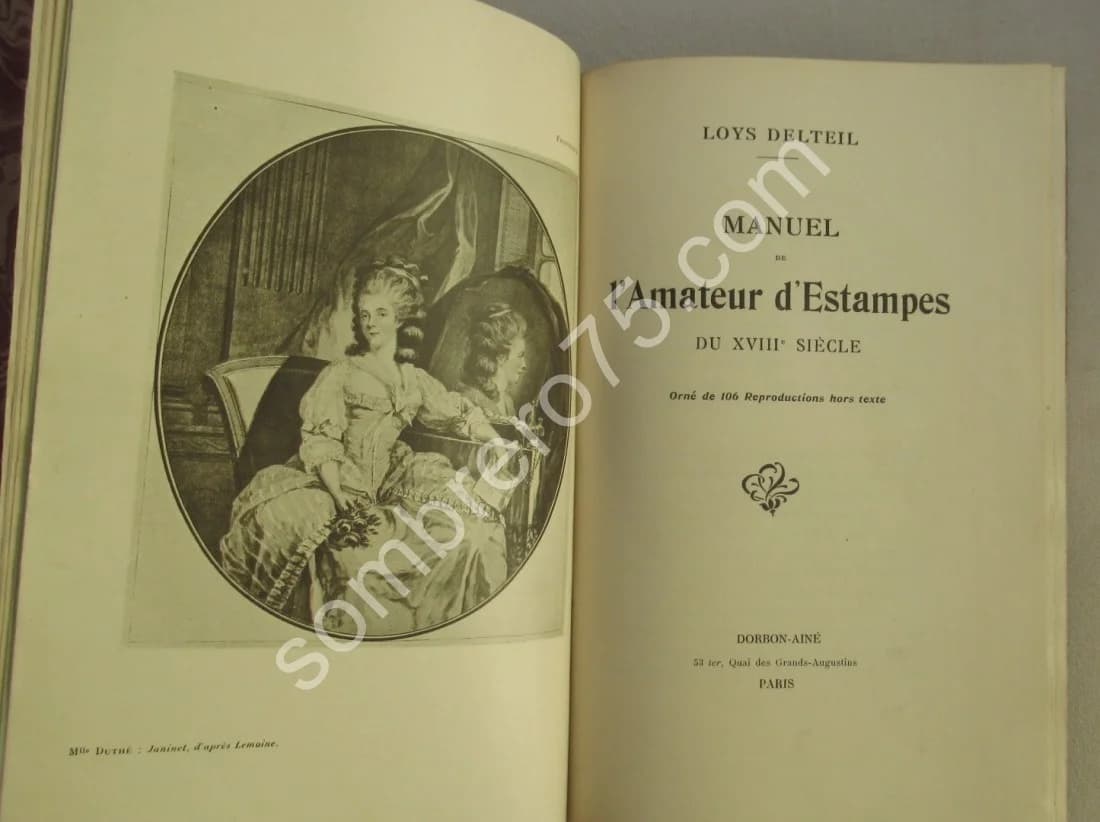 Mlle DUTHÉ : Janinet, d'après Lemoine.
LOYS DELTEIL
MANUEL
DE
l'Amateur d'Estampes
DU XVIIIe SIÈCLE
Orné de 106 Reproductions hors texte
DORBON-AINÉ
53 ter, Quai des Grands-Augustins
PARIS
sombrero75.com